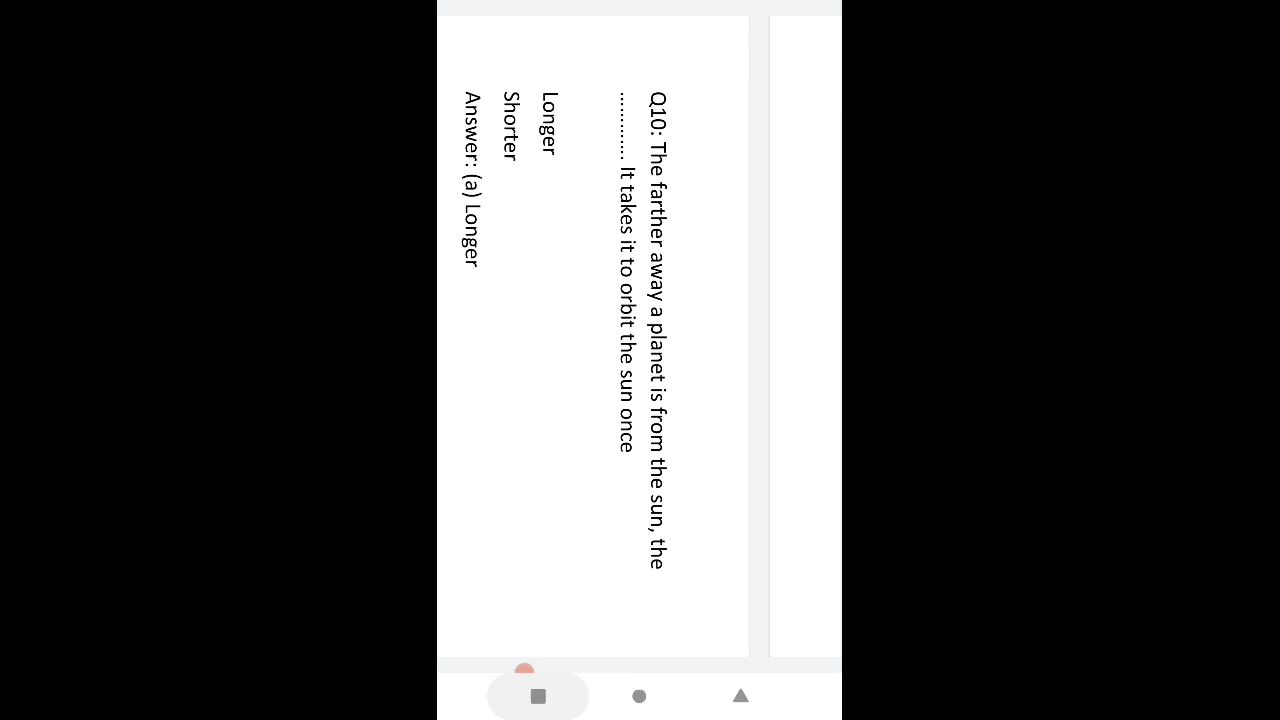 Q10: The farther away a planet is from the sun, the
............. It takes it to orbit the sun once
Longer
Shorter
Answer: (a) Longer